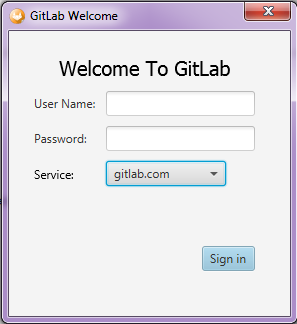 GitLab Welcome
Welcome To GitLab
User Name:
Password:
Service: gitlab.com
Sign in